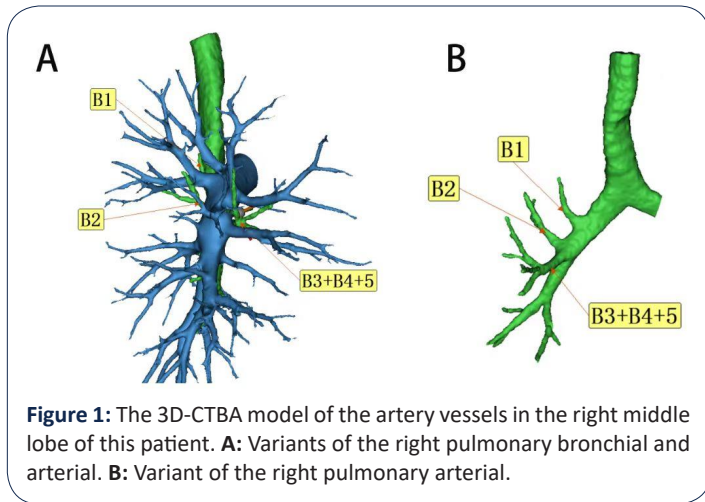 A
B
B1
B2
B3+B4+5
B1
B2
B3+B4+5
Figure 1: The 3D-CTBA model of the artery vessels in the right middle
lobe of this patient. A: Variants of the right pulmonary bronchial and
arterial. B: Variant of the right pulmonary arterial.